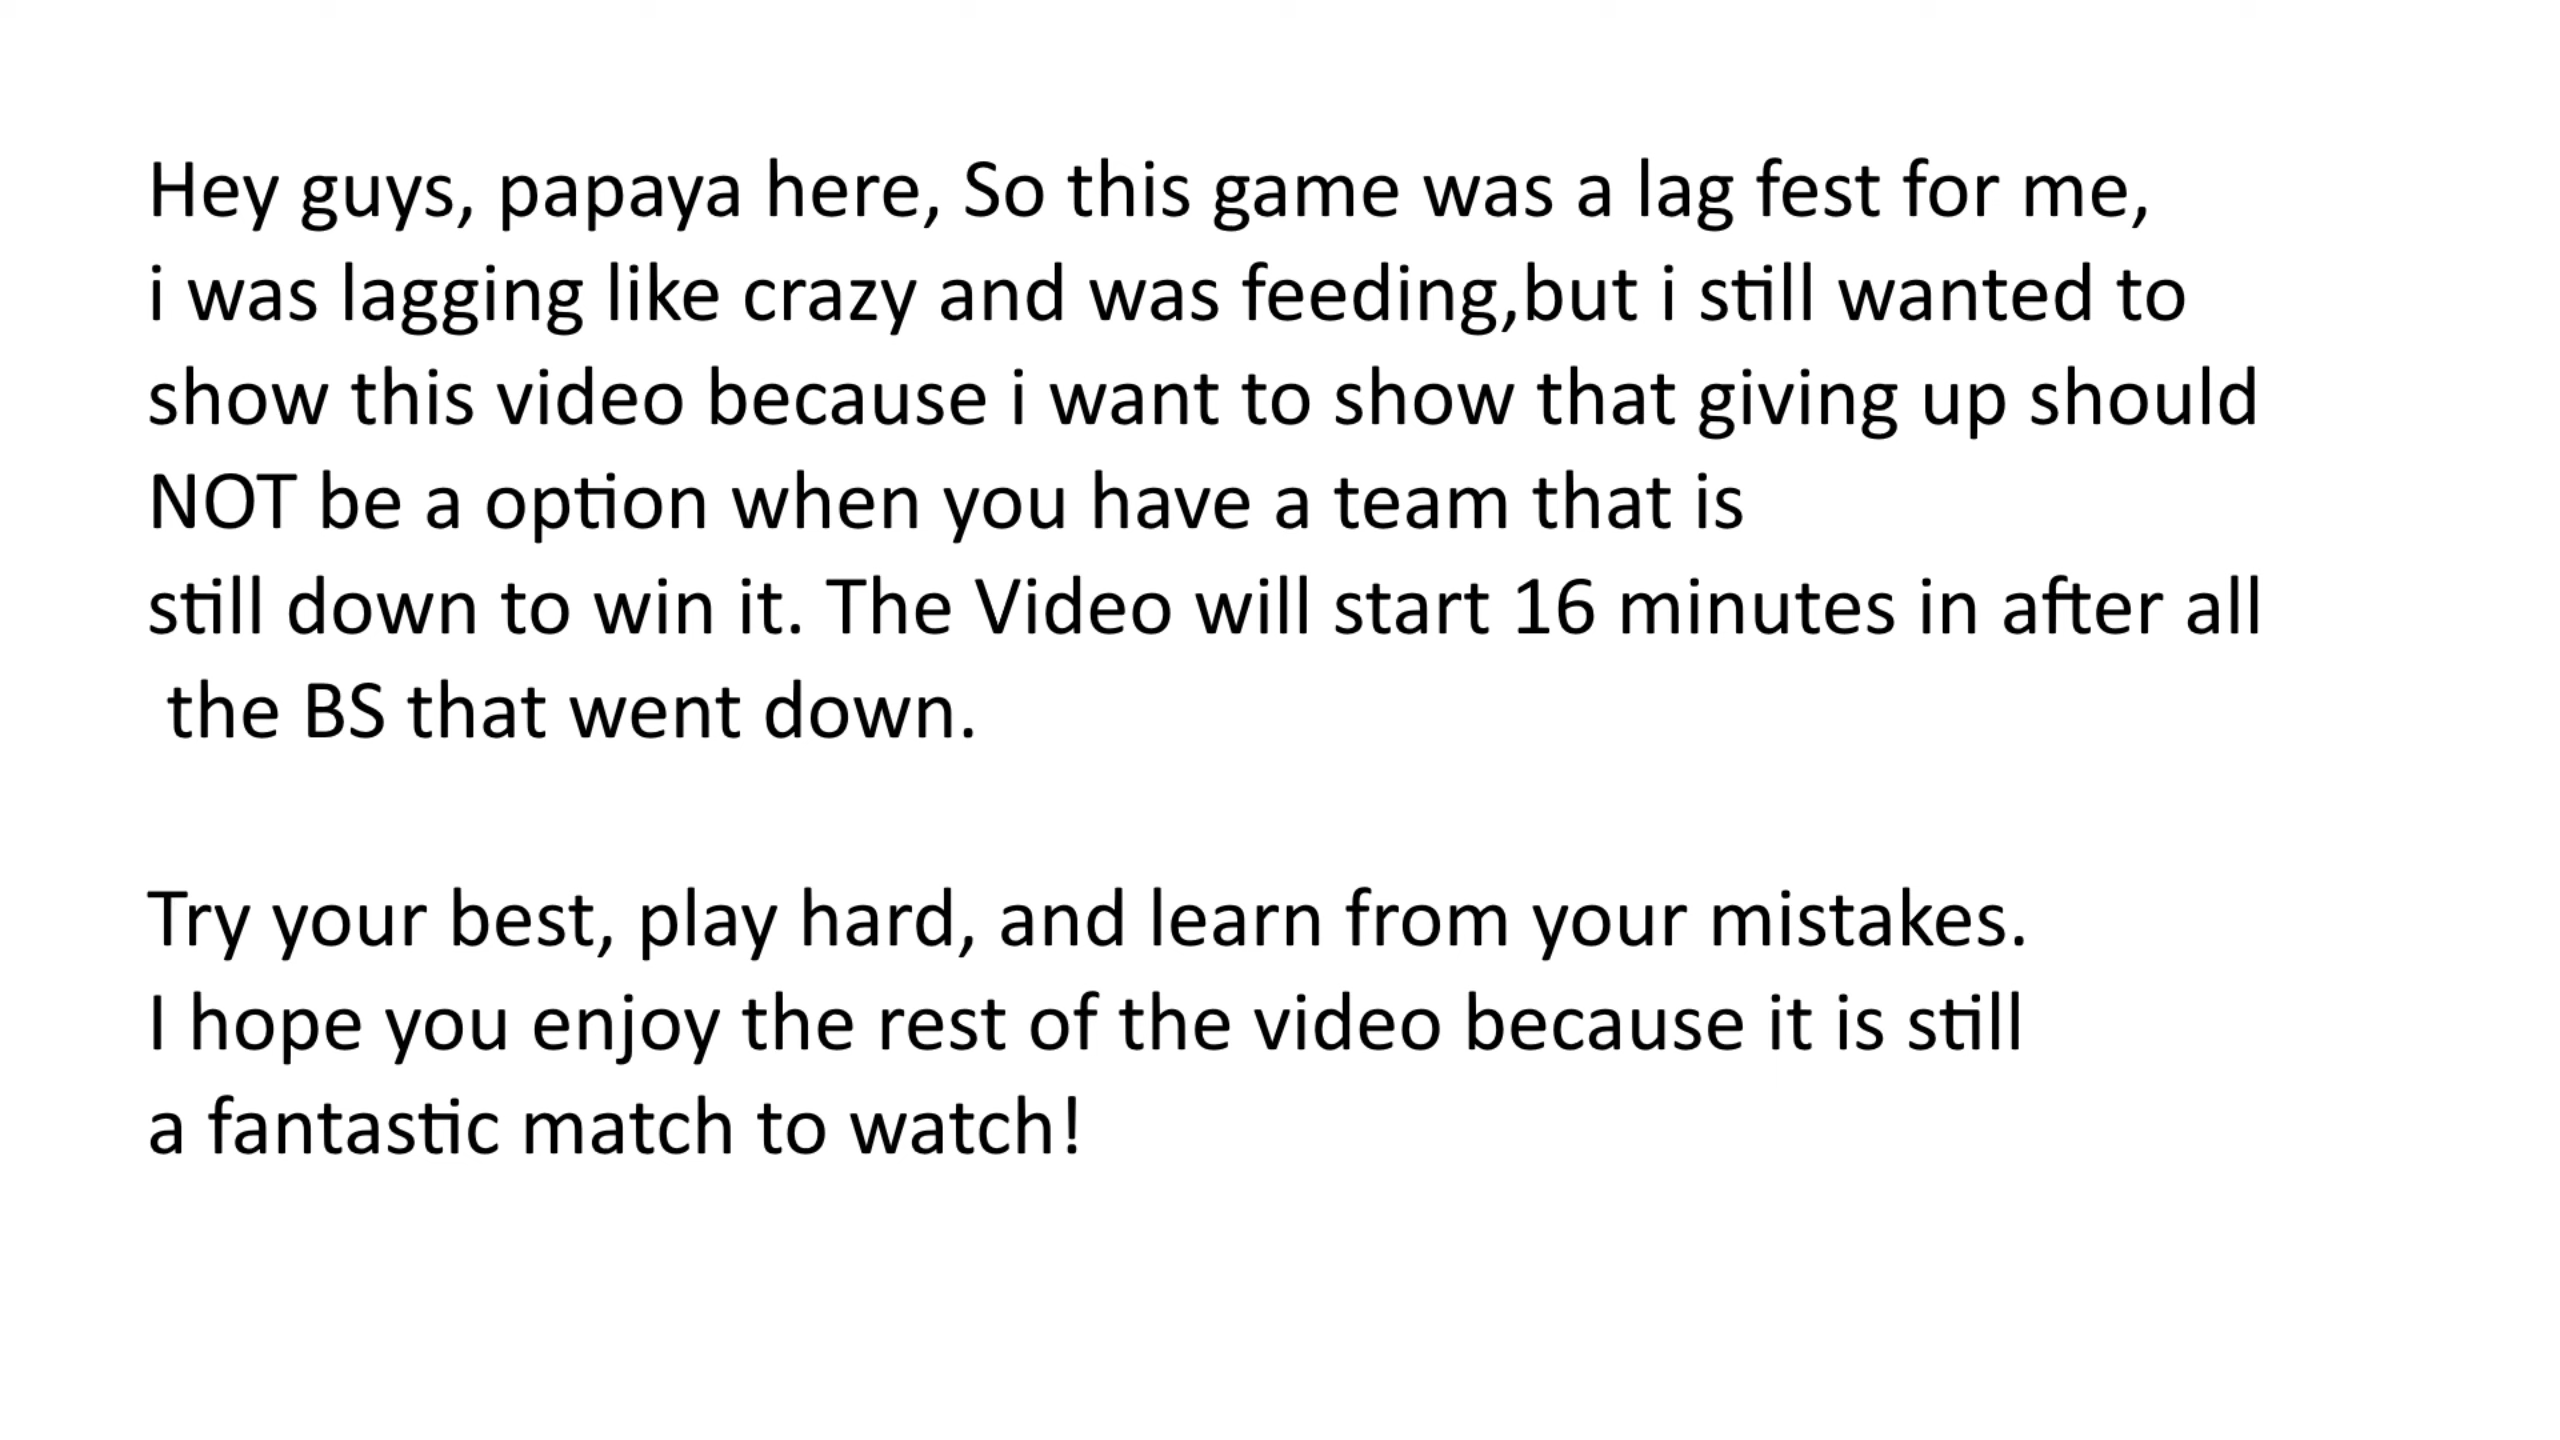 Hey guys, papaya here, So this game was a lag fest for me,
i was lagging like crazy and was feeding,but i still wanted to
show this video because i want to show that giving up should
NOT be a option when you have a team that is
still down to win it. The Video will start 16 minutes in after all
the BS that went down.
Try your best, play hard, and learn from your mistakes.
I hope you enjoy the rest of the video because it is still
a fantastic match to watch!